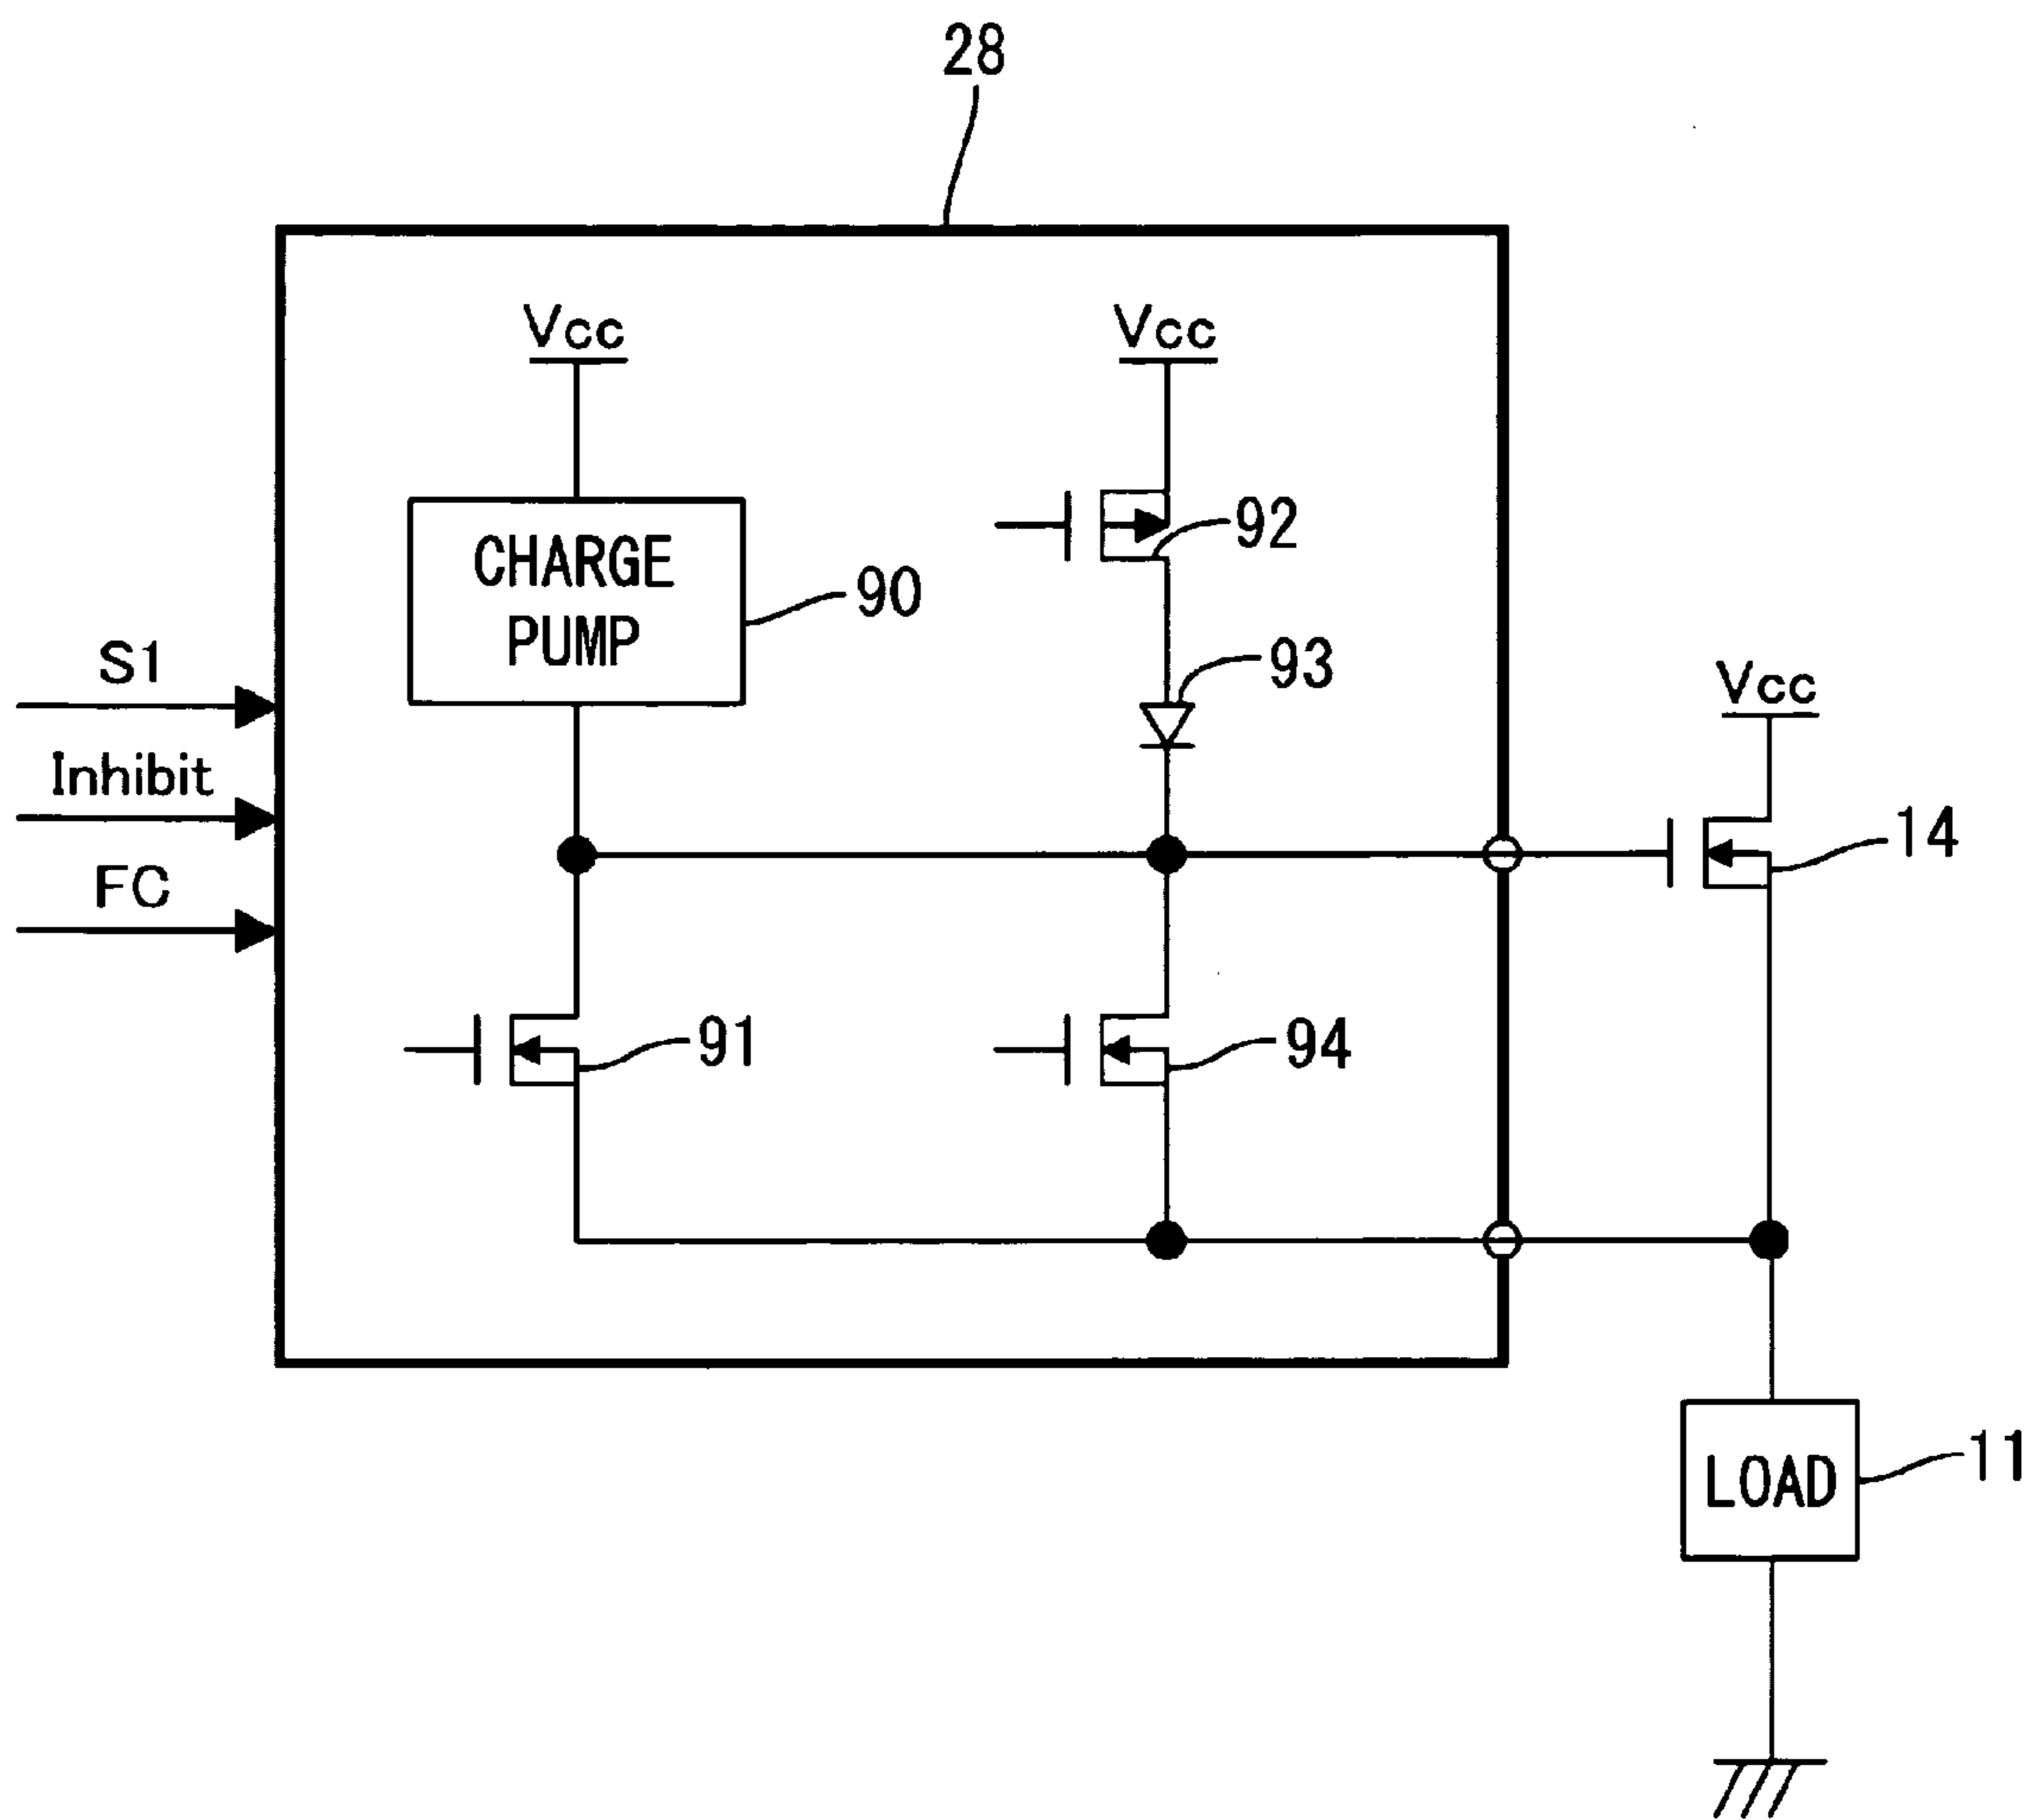 28
Vcc
Vcc
CHARGE
PUMP
90
92
93
S1
Inhibit
FC
Vcc
14
91
94
LOAD
11